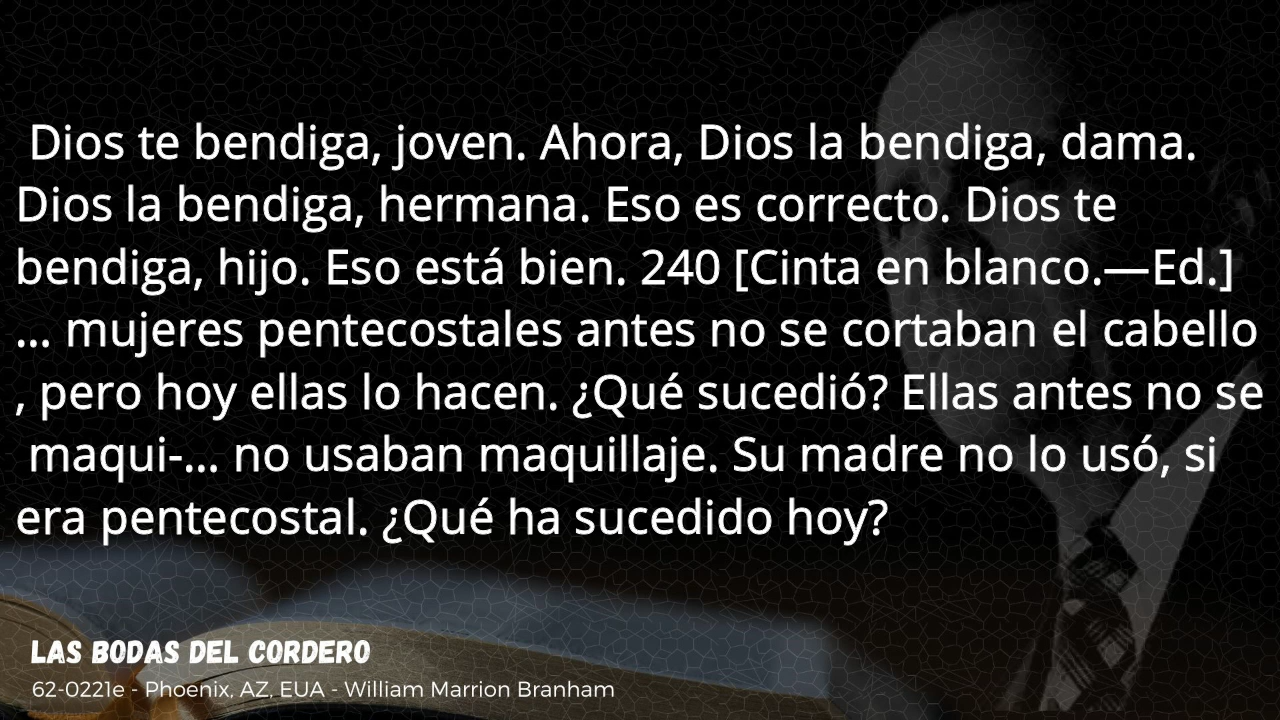 Dios te bendiga, joven. Ahora, Dios la bendiga, dama.
Dios la bendiga, hermana. Eso es correcto. Dios te
bendiga, hijo. Eso está bien. 240 [Cinta en blanco.—Ed.]
... mujeres pentecostales antes no se cortaban el cabello
, pero hoy ellas lo hacen. ¿Qué sucedió? Ellas antes no se
maqui-... no usaban maquillaje. Su madre no lo usó, si
era pentecostal. ¿Qué ha sucedido hoy?
LAS BODAS DEL CORDERO
62-0221e - Phoenix, AZ, EUA - William Marrion Branham